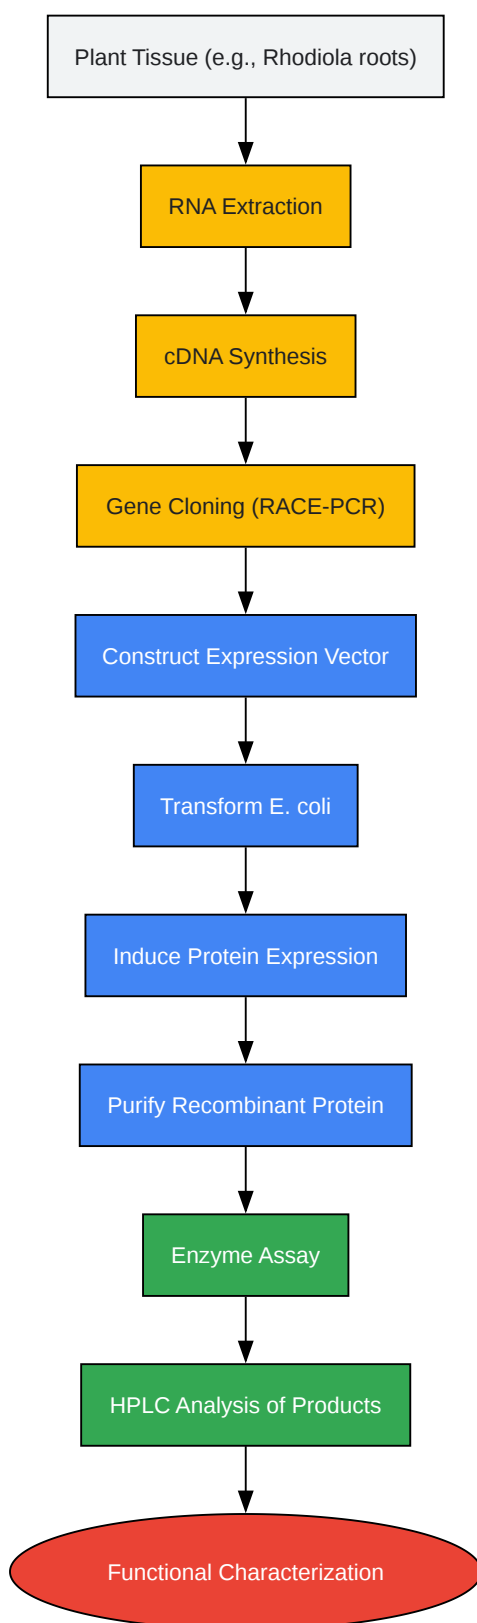 Plant Tissue (e.g., Rhodiola roots)
RNA Extraction
cDNA Synthesis
Gene Cloning (RACE-PCR)
Construct Expression Vector
Transform E. coli
Induce Protein Expression
Purify Recombinant Protein
Enzyme Assay
HPLC Analysis of Products
Functional Characterization